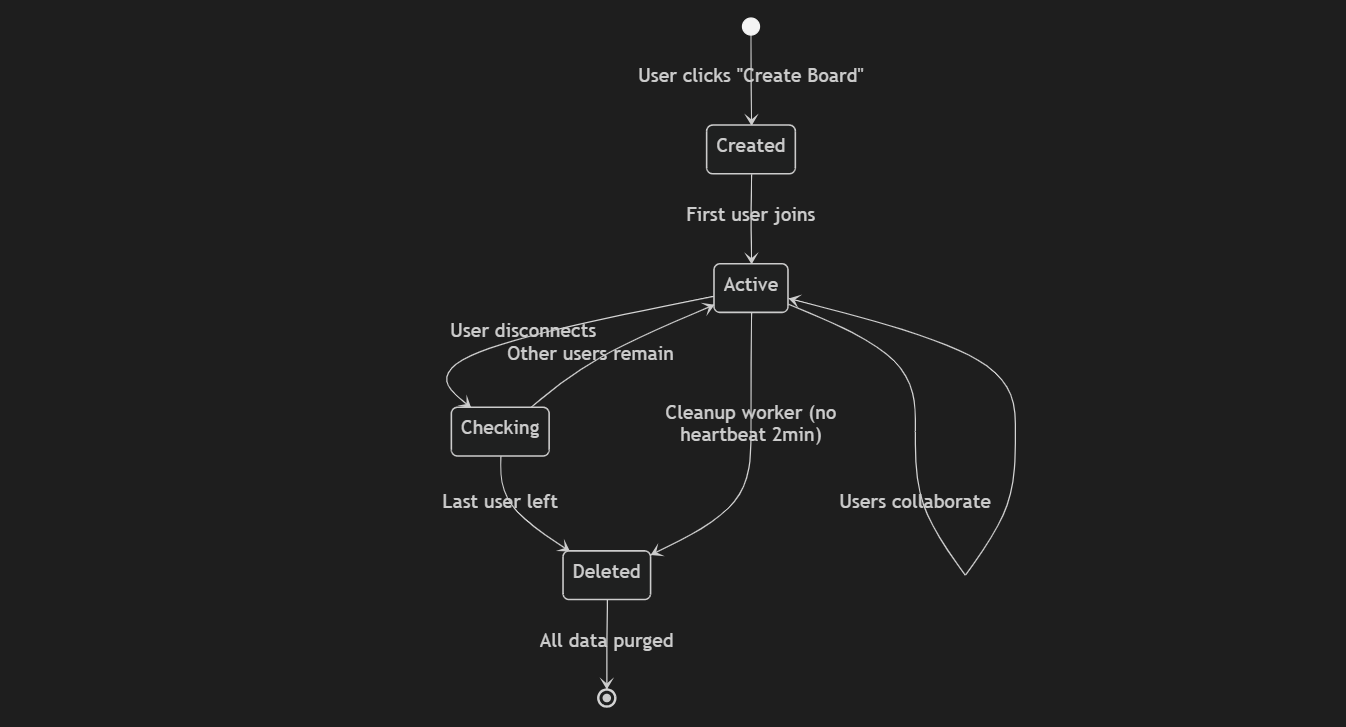 User clicks "Create Board"
Created
First user joins
Active
User disconnects
Other users remain
Cleanup worker (no
heartbeat 2min)
Checking
Last user left
Users collaborate
Deleted
All data purged